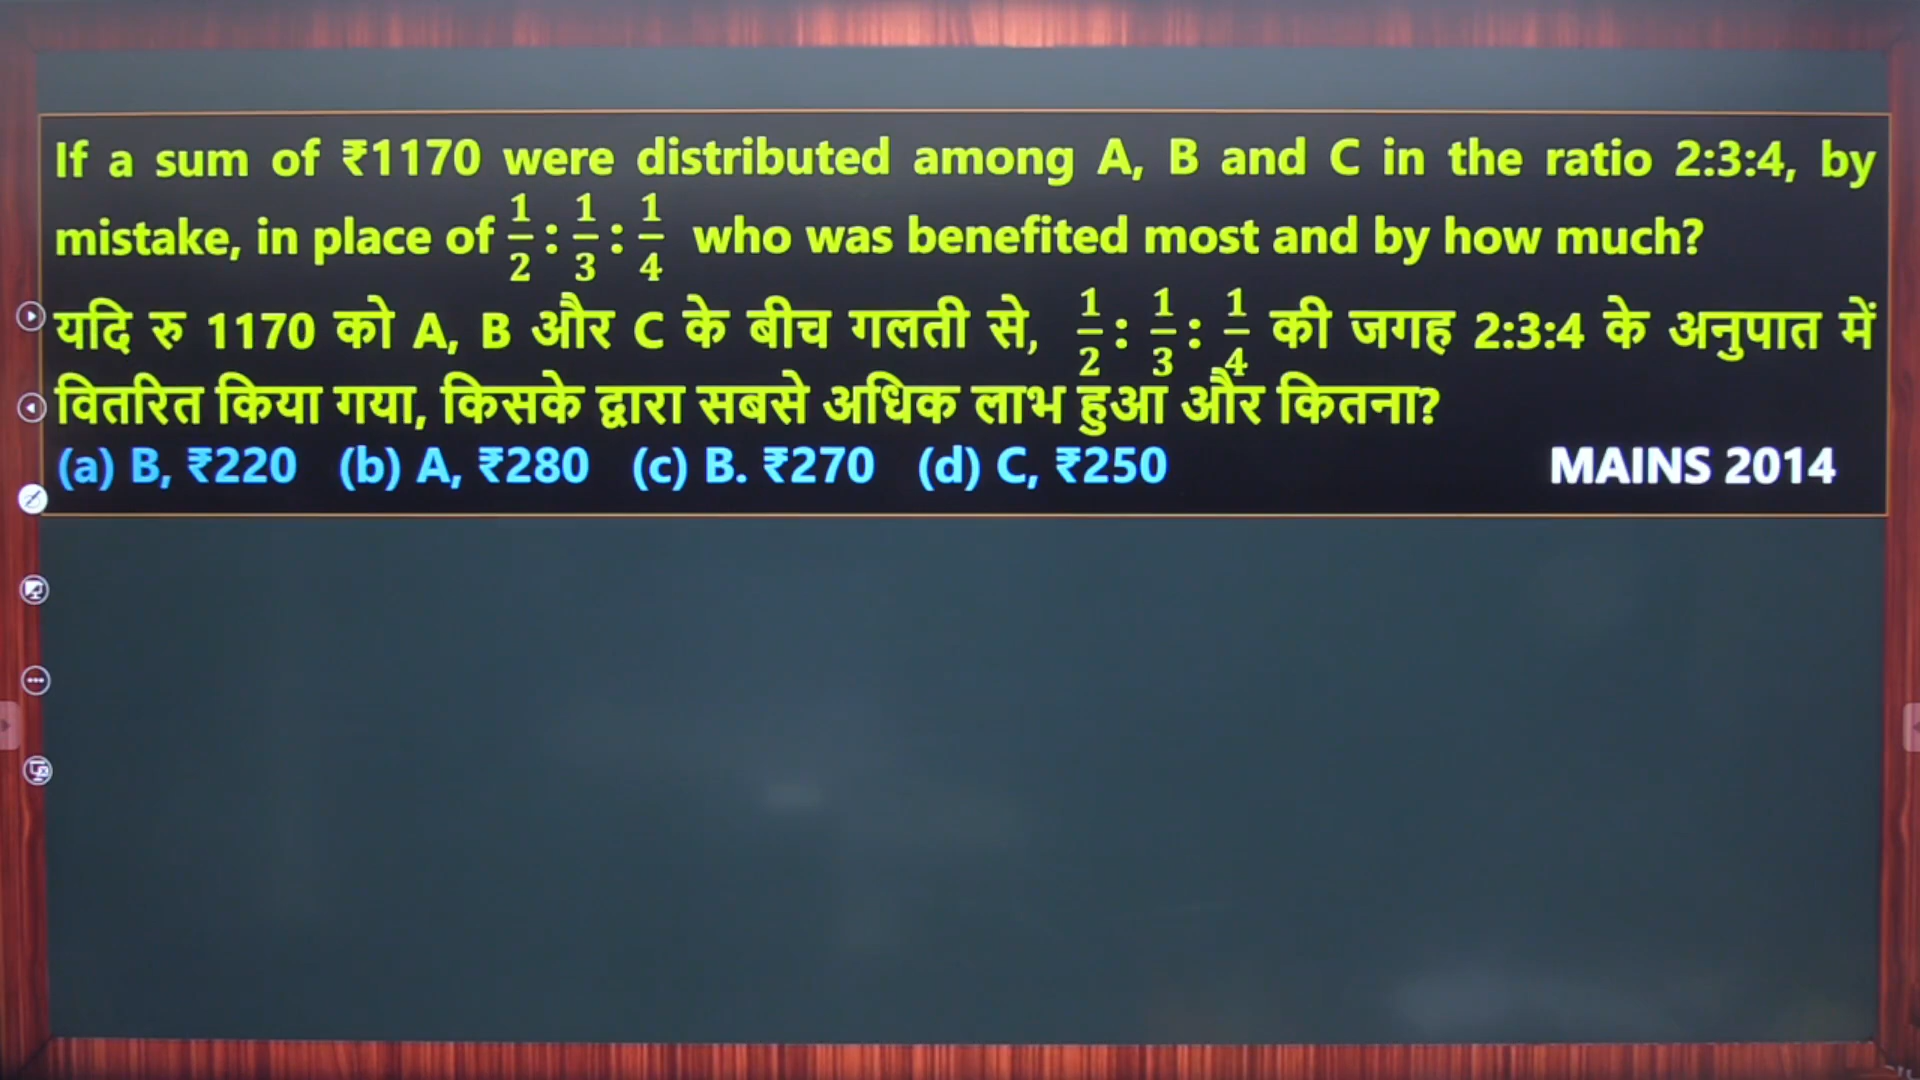 If a sum of ₹1170 were distributed among A, B and C in the ratio 2:3:4, by
mistake, in place of 1/2 : 1/3 : 1/4 who was benefited most and by how much?
यदि रु 1170 को A, B और C के बीच गलती से, 1/2 : 1/3 : 1/4 की जगह 2:3:4 के अनुपात में
वितरित किया गया, किसके द्वारा सबसे अधिक लाभ हुआ और कितना?
(a) B, ₹220 (b) A, ₹280 (c) B. ₹270 (d) C, ₹250 MAINS 2014